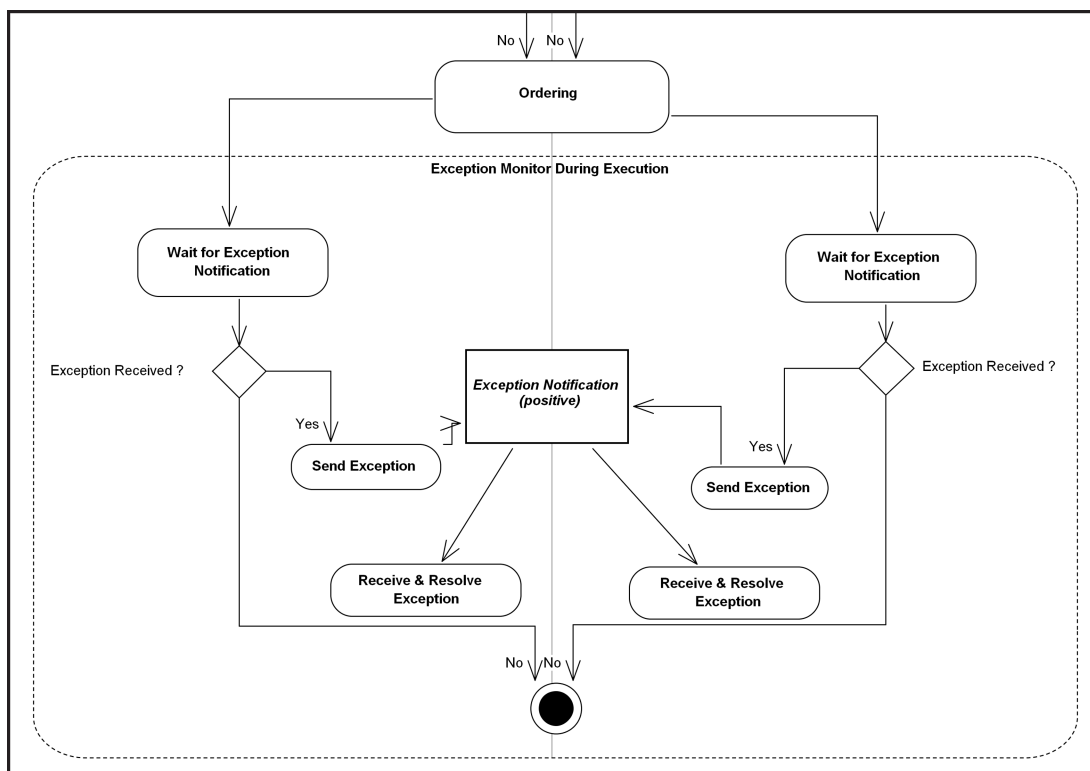 No
No
Ordering
Exception Monitor During Execution
Wait for Exception
Notification
Wait for Exception
Notification
Exception Received ?
Exception Received ?
Exception Notification
(positive)
Yes
Yes
Send Exception
Send Exception
Receive & Resolve
Exception
Receive & Resolve
Exception
No
No